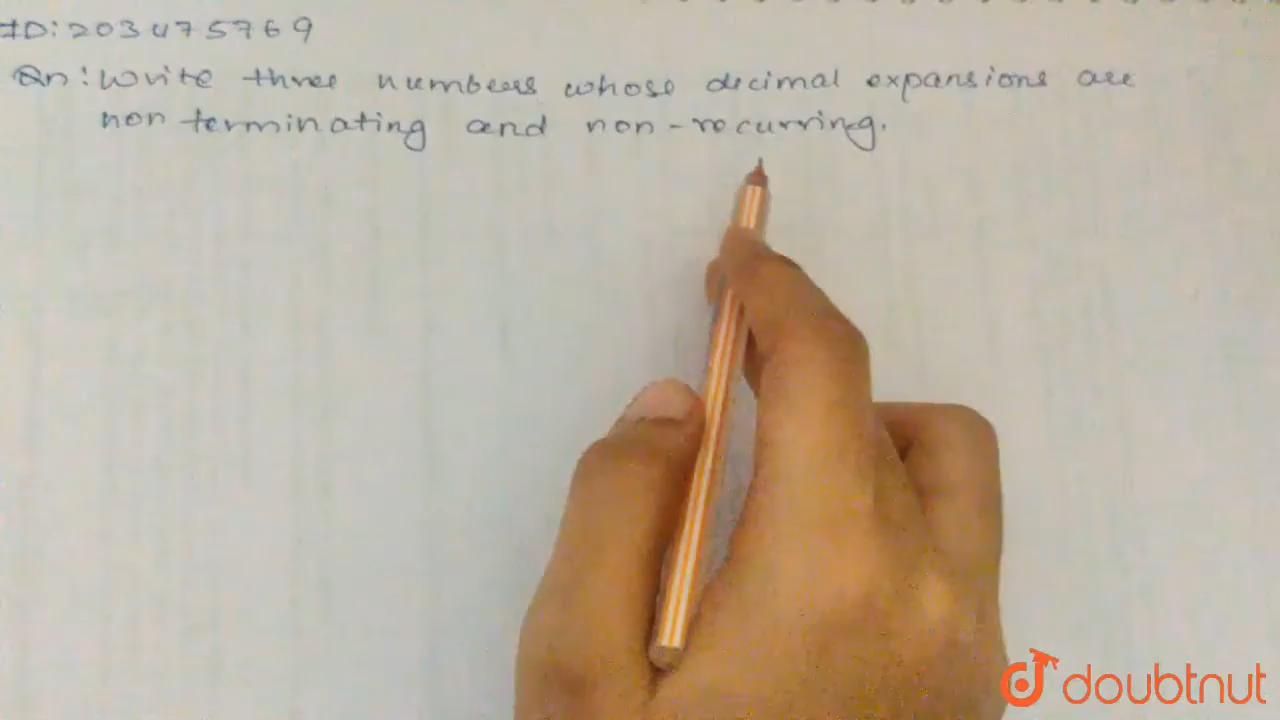 ID: 203475769
Qn: Write three numbers whose decimal expansions are
non terminating and non-recurring.
doubtnut